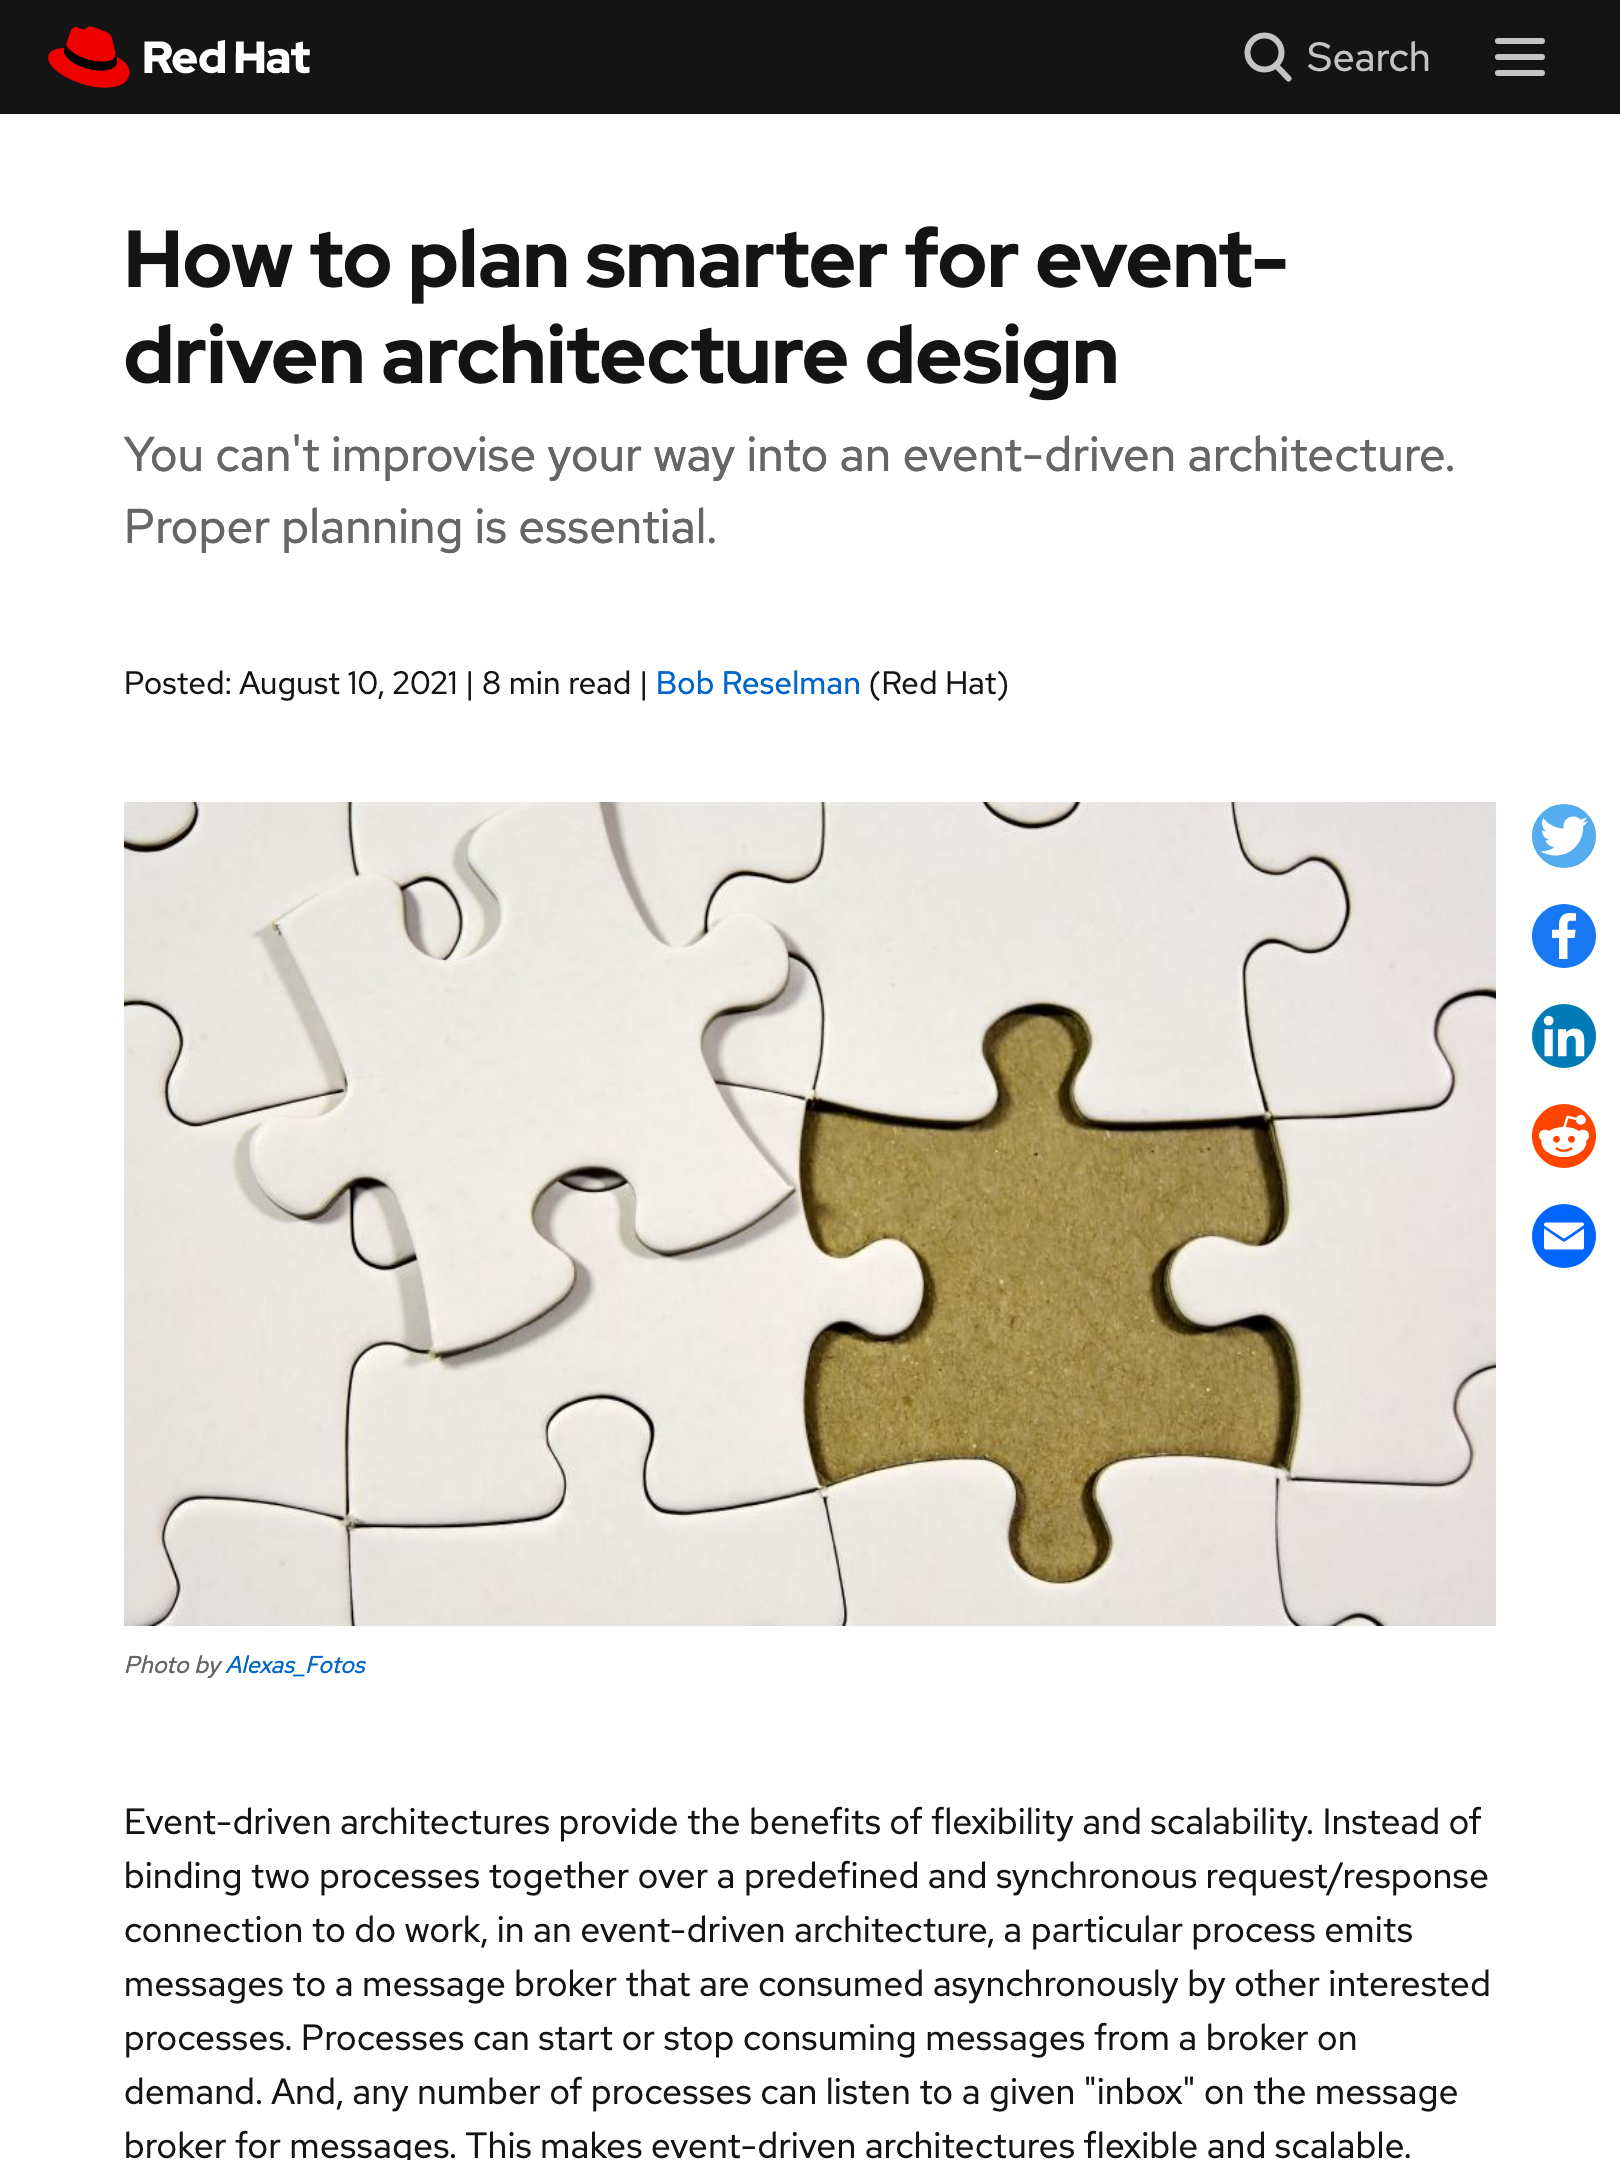 Red Hat
Search
How to plan smarter for event-
driven architecture design
You can't improvise your way into an event-driven architecture.
Proper planning is essential.
Posted: August 10, 2021 | 8 min read | Bob Reselman (Red Hat)
Photo by Alexas_Fotos
Event-driven architectures provide the benefits of flexibility and scalability. Instead of
binding two processes together over a predefined and synchronous request/response
connection to do work, in an event-driven architecture, a particular process emits
messages to a message broker that are consumed asynchronously by other interested
processes. Processes can start or stop consuming messages from a broker on
demand. And, any number of processes can listen to a given "inbox" on the message
broker for messages. This makes event-driven architectures flexible and scalable.